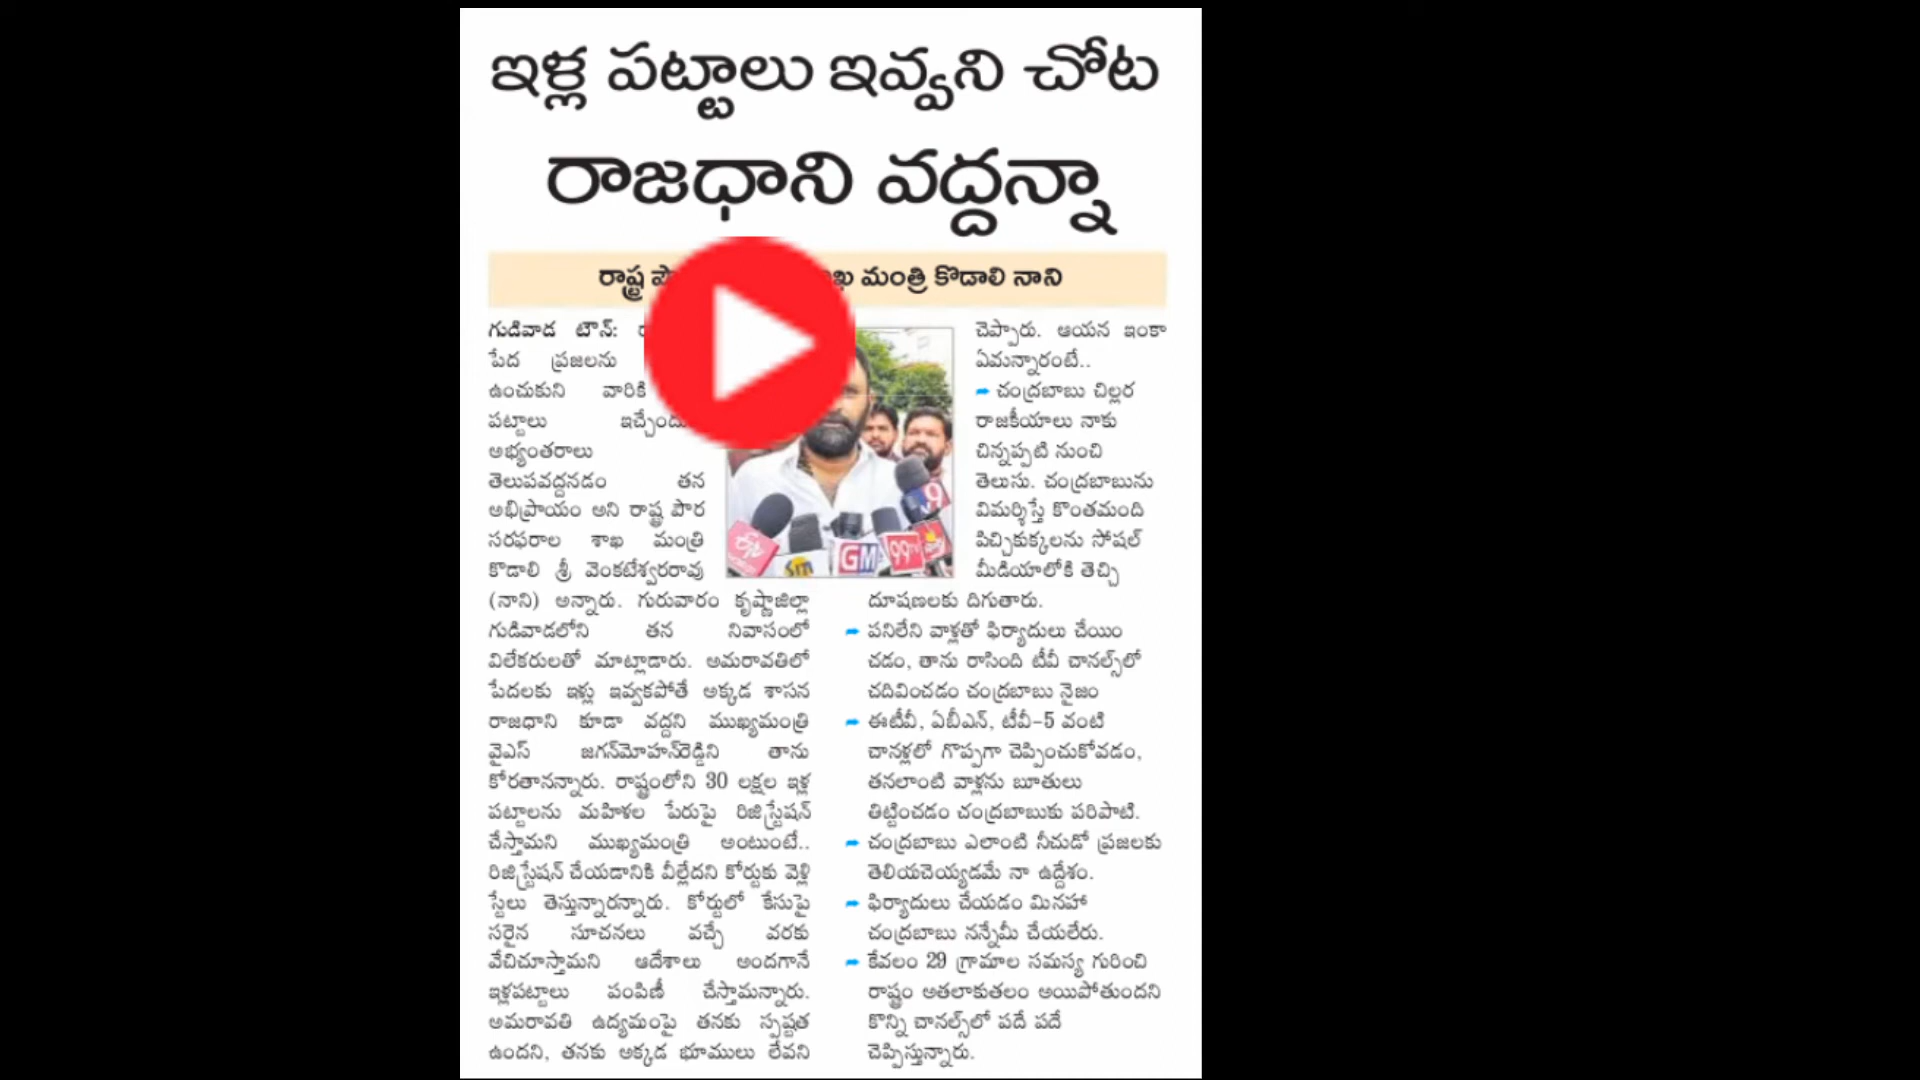 ఇళ్ల పట్టాలు ఇవ్వని చోట
రాజధాని వద్దన్నా
రాష్ట్ర మంత్రి కొడాలి నాని
గుడివాడ టౌన్:
పేద ప్రజలను
ఉంచుకుని వారికి
పట్టాలు
అభ్యంతరాలు
తెలుపవద్దనడం తన
అభిప్రాయం అని రాష్ట్ర పౌర
సరఫరాల శాఖ మంత్రి
కొడాలి శ్రీ వెంకటేశ్వరరావు
(నాని) అన్నారు. గురువారం కృష్ణాజిల్లా
గుడివాడలోని తన నివాసంలో
విలేకరులతో మాట్లాడారు. అమరావతిలో
పేదలకు ఇళ్లు ఇవ్వకపోతే అక్కడ శాసన
రాజధాని కూడా వద్దని ముఖ్యమంత్రి
వైఎస్ జగన్‌మోహన్‌రెడ్డిని తాను
కోరతానన్నారు. రాష్ట్రంలోని 30 లక్షల ఇళ్ల
పట్టాలను మహిళల పేరుపై రిజిస్ట్రేషన్
చేస్తామని ముఖ్యమంత్రి అంటుంటే..
రిజిస్ట్రేషన్ చేయడానికి వీల్లేదని కోర్టుకు వెళ్లి
స్టేలు తెస్తున్నారన్నారు. కోర్టులో కేసుపై
సరైన సూచనలు వచ్చే వరకు
వేచిచూస్తామని ఆదేశాలు అందగానే
ఇళ్లపట్టాలు పంపిణీ చేస్తామన్నారు.
అమరావతి ఉద్యమంపై తనకు స్పష్టత
ఉందని, తనకు అక్కడ భూములు లేవని
GM
99
9
చెప్పారు. ఆయన ఇంకా
ఏమన్నారంటే..
➡ చంద్రబాబు చిల్లర
రాజకీయాలు నాకు
చిన్నప్పటి నుంచి
తెలుసు. చంద్రబాబును
విమర్శిస్తే కొంతమంది
పిచ్చికుక్కలను సోషల్
మీడియాలోకి తెచ్చి
దూషణలకు దిగుతారు.
➡ పనిలేని వాళ్లతో ఫిర్యాదులు చేయిం
చడం, తాను రాసింది టీవీ చానల్స్‌లో
చదివించడం చంద్రబాబు నైజం
➡ ఈటీవీ, ఏబీఎన్, టీవీ-5 వంటి
చానళ్లలో గొప్పగా చెప్పించుకోవడం,
తనలాంటి వాళ్లను బూతులు
తిట్టించడం చంద్రబాబుకు పరిపాటి.
➡ చంద్రబాబు ఎలాంటి నీచుడో ప్రజలకు
తెలియచెయ్యడమే నా ఉద్దేశం.
➡ ఫిర్యాదులు చేయడం మినహా
చంద్రబాబు నన్నేమీ చేయలేరు.
➡ కేవలం 29 గ్రామాల సమస్య గురించి
రాష్ట్రం అతలాకుతలం అయిపోతుందని
కొన్ని చానల్స్‌లో పదే పదే
చెప్పిస్తున్నారు.